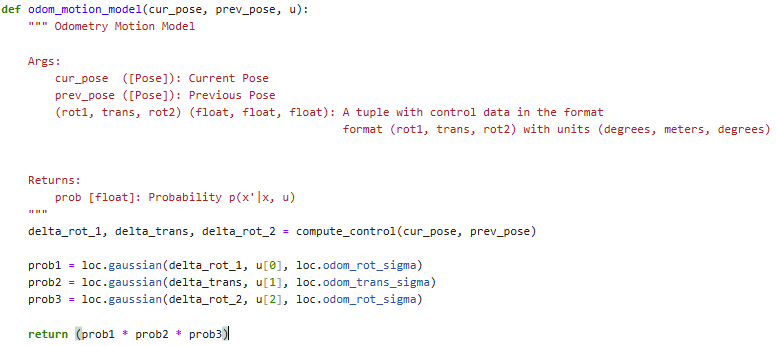 def odom_motion_model(cur_pose, prev_pose, u):
    """ Odometry Motion Model

    Args:
        cur_pose  ([Pose]): Current Pose
        prev_pose ([Pose]): Previous Pose
        (rot1, trans, rot2) (float, float, float): A tuple with control data in the format
                                                   format (rot1, trans, rot2) with units (degrees, meters, degrees)


    Returns:
        prob [float]: Probability p(x'|x, u)
    """
    delta_rot_1, delta_trans, delta_rot_2 = compute_control(cur_pose, prev_pose)

    prob1 = loc.gaussian(delta_rot_1, u[0], loc.odom_rot_sigma)
    prob2 = loc.gaussian(delta_trans, u[1], loc.odom_trans_sigma)
    prob3 = loc.gaussian(delta_rot_2, u[2], loc.odom_rot_sigma)

    return (prob1 * prob2 * prob3)